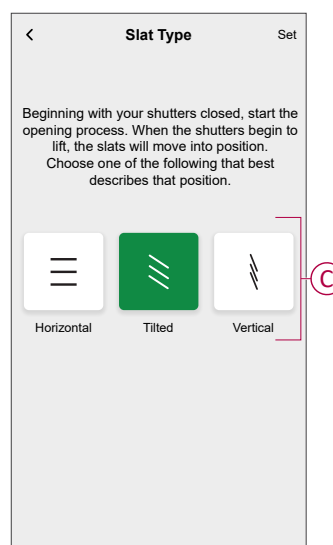 Slat Type
Set
Beginning with your shutters closed, start the
opening process. When the shutters begin to
lift, the slats will move into position.
Choose one of the following that best
describes that position.
Horizontal
Tilted
Vertical
C